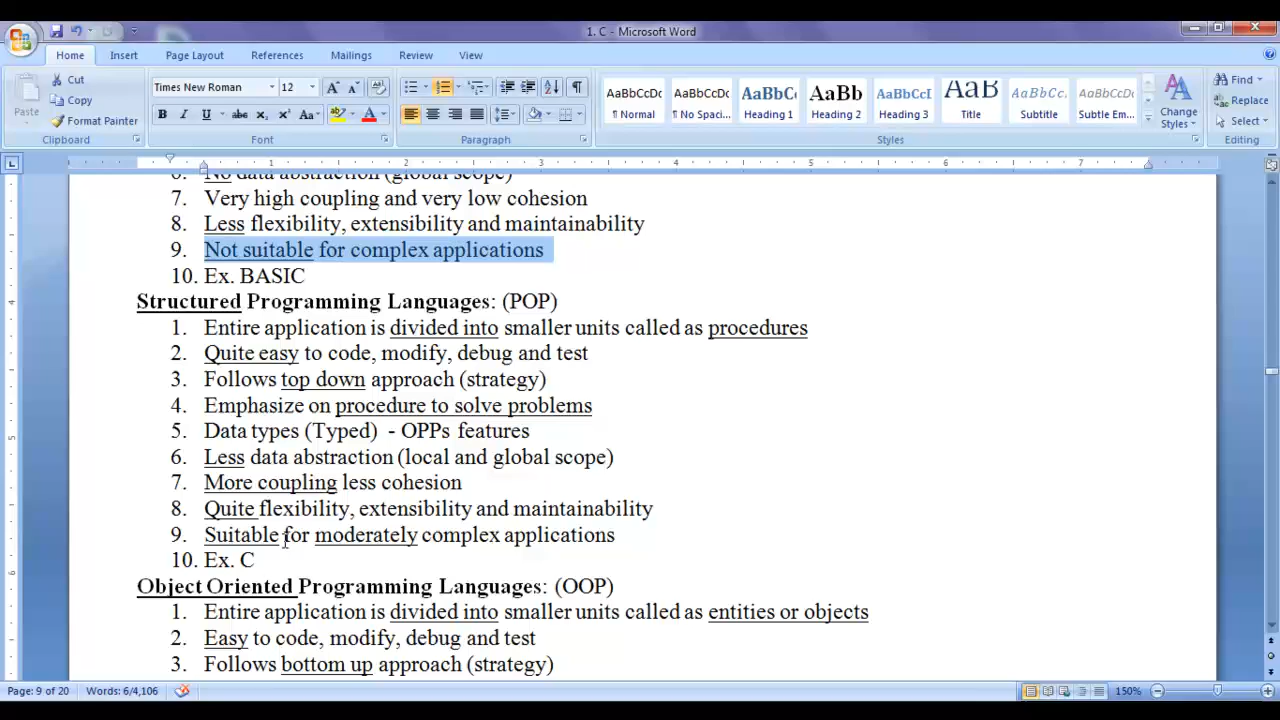 1. C - Microsoft Word
Home Insert Page Layout References Mailings Review View
Paste
Cut
Copy
Format Painter
Clipboard
Times New Roman 12
Font
Paragraph
AaBbCcDc AaBbCcDc AaBbC AaBb AaBbCcI AaB AaBbCc. AaBbCcDc
¶ Normal ¶ No Spaci... Heading 1 Heading 2 Heading 3 Title Subtitle Subtle Em...
Change Styles
Styles
Find
Replace
Select
Editing
6. No data abstraction (global scope)
7. Very high coupling and very low cohesion
8. Less flexibility, extensibility and maintainability
9. Not suitable for complex applications
10. Ex. BASIC
Structured Programming Languages: (POP)
1. Entire application is divided into smaller units called as procedures
2. Quite easy to code, modify, debug and test
3. Follows top down approach (strategy)
4. Emphasize on procedure to solve problems
5. Data types (Typed) - OPPs features
6. Less data abstraction (local and global scope)
7. More coupling less cohesion
8. Quite flexibility, extensibility and maintainability
9. Suitable for moderately complex applications
10. Ex. C
Object Oriented Programming Languages: (OOP)
1. Entire application is divided into smaller units called as entities or objects
2. Easy to code, modify, debug and test
3. Follows bottom up approach (strategy)
Page: 9 of 20 Words: 6/4,106 150%